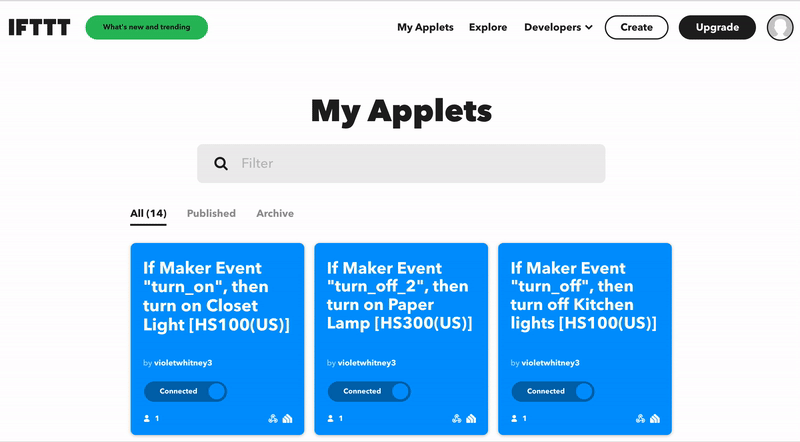 IFTTT
What's new and trending
My Applets
Explore
Developers
Create
Upgrade
My Applets
Filter
All (14)
Published
Archive
If Maker Event
"turn_on", then
turn on Closet
Light [HS100(US)]
by violetwhitney3
Connected
1
If Maker Event
"turn_off_2", then
turn on Paper
Lamp [HS300(US)]
by violetwhitney3
Connected
1
If Maker Event
"turn_off", then
turn off Kitchen
lights [HS100(US)]
by violetwhitney3
Connected
1